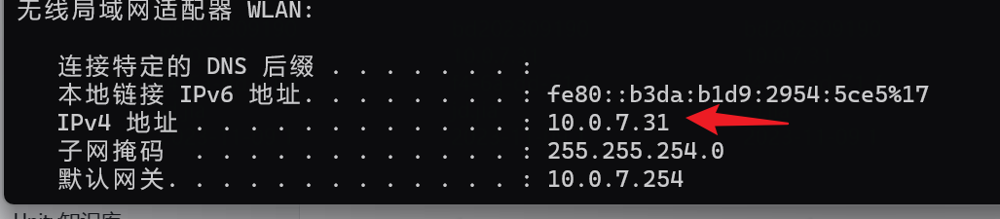 无线局域网适配器 WLAN:
连接特定的 DNS 后缀 . . . . . . . :
本地链接 IPv6 地址. . . . . . . . : fe80::b3da:b1d9:2954:5ce5%17
IPv4 地址 . . . . . . . . . . . . : 10.0.7.31
子网掩码  . . . . . . . . . . . . : 255.255.254.0
默认网关. . . . . . . . . . . . . : 10.0.7.254